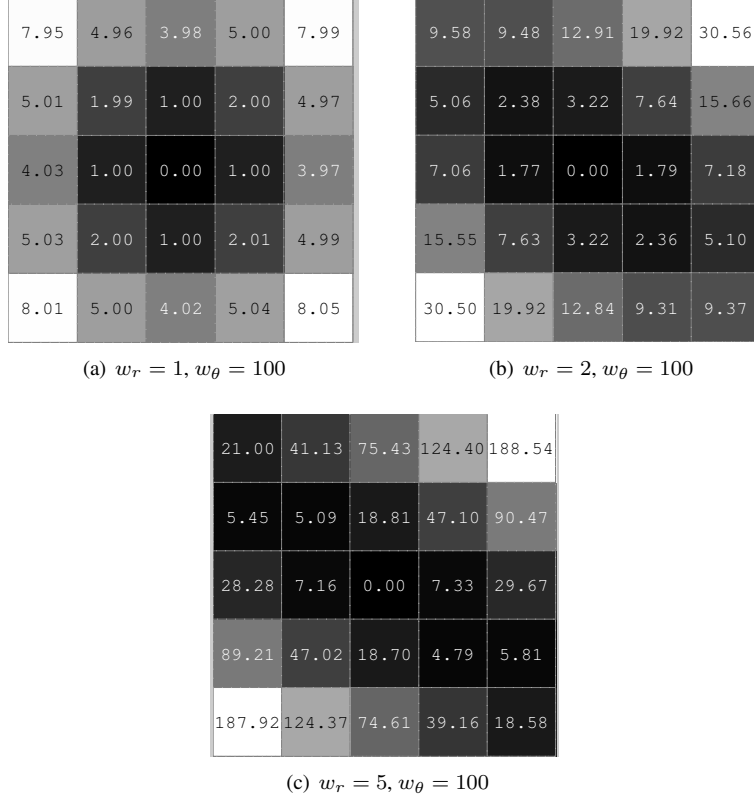 7.95 4.96 3.98 5.00 7.99
5.01 1.99 1.00 2.00 4.97
4.03 1.00 0.00 1.00 3.97
5.03 2.00 1.00 2.01 4.99
8.01 5.00 4.02 5.04 8.05
(a) w_r = 1, w_θ = 100
9.58 9.48 12.91 19.92 30.56
5.06 2.38 3.22 7.64 15.66
7.06 1.77 0.00 1.79 7.18
15.55 7.63 3.22 2.36 5.10
30.50 19.92 12.84 9.31 9.37
(b) w_r = 2, w_θ = 100
21.00 41.13 75.43 124.40 188.54
5.45 5.09 18.81 47.10 90.47
28.28 7.16 0.00 7.33 29.67
89.21 47.02 18.70 4.79 5.81
187.92 124.37 74.61 39.16 18.58
(c) w_r = 5, w_θ = 100